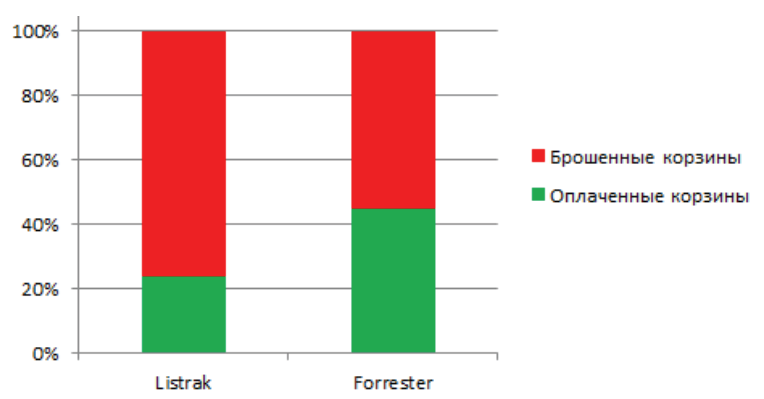 100%
80%
60%
40%
20%
0%
Listrak
Forrester
Брошенные корзины
Оплаченные корзины